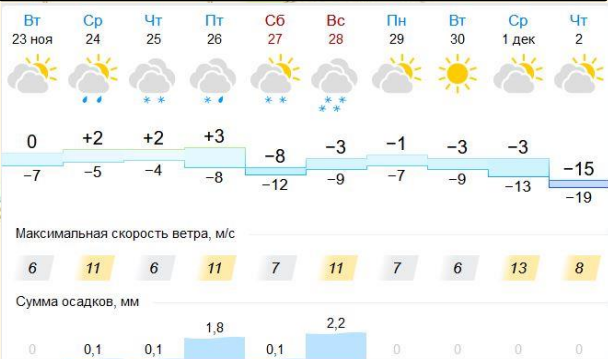 Вт Ср Чт Пт Сб Вс Пн Вт Ср Чт
23 ноя 24 25 26 27 28 29 30 1 дек 2
0 +2 +2 +3 −8 −3 −1 −3 −3 −15
−7 −5 −4 −8 −12 −9 −7 −9 −13 −19
Максимальная скорость ветра, м/с
6 11 6 11 7 11 7 6 13 8
Сумма осадков, мм
0 0,1 0,1 1,8 0,1 2,2 0 0 0 0